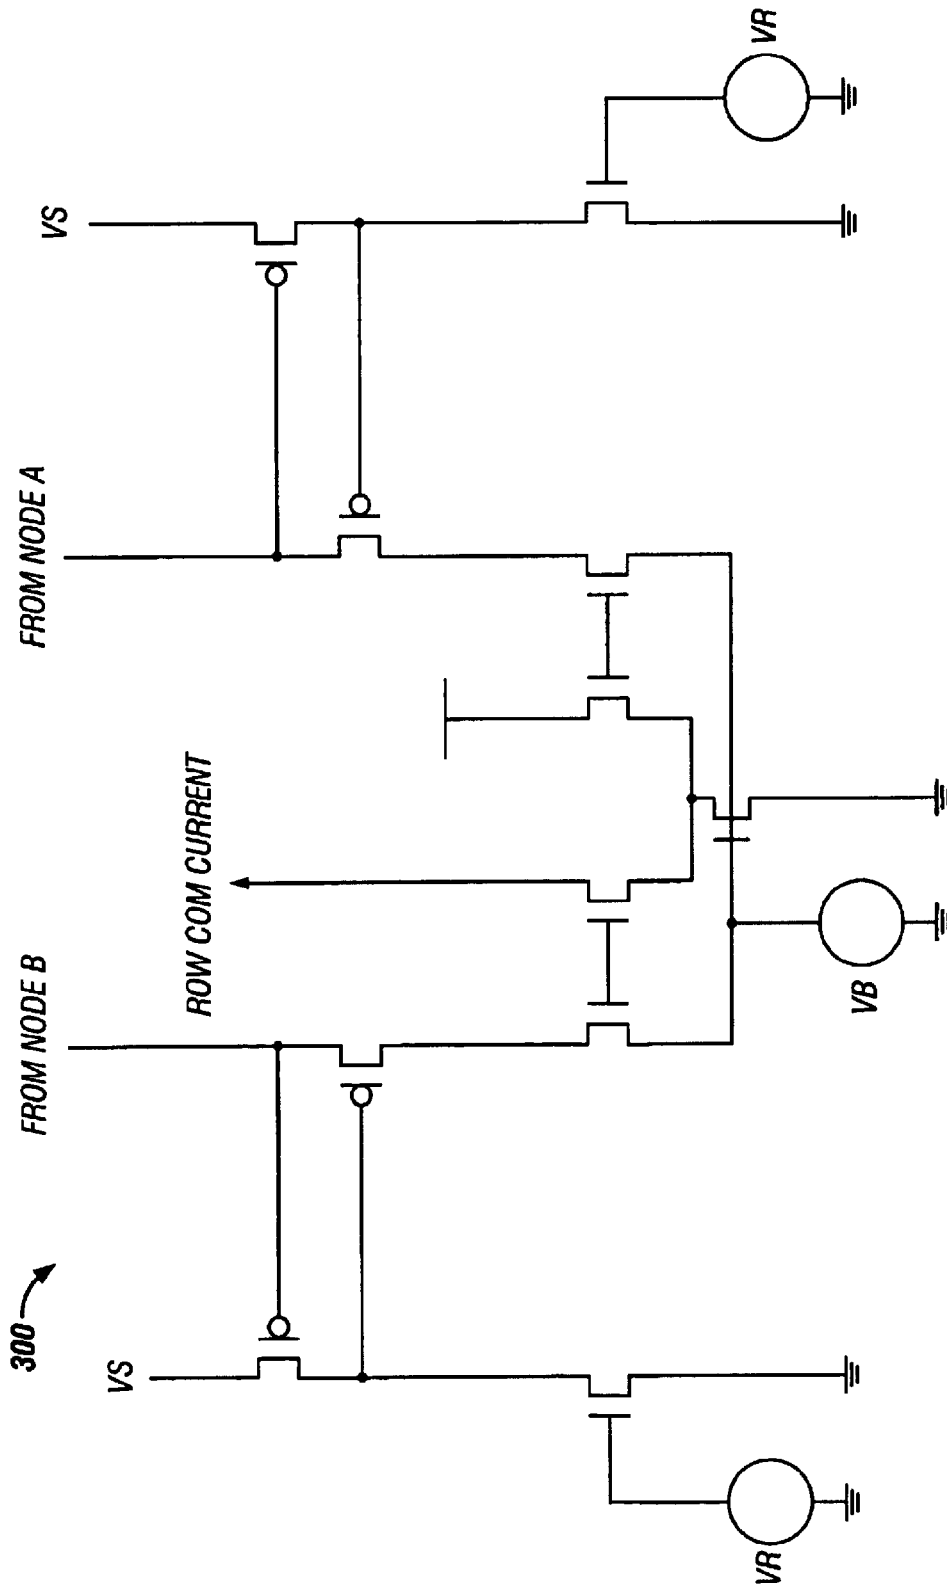 300
VS
FROM NODE B
ROW COM CURRENT
FROM NODE A
VS
VR
VB
VR